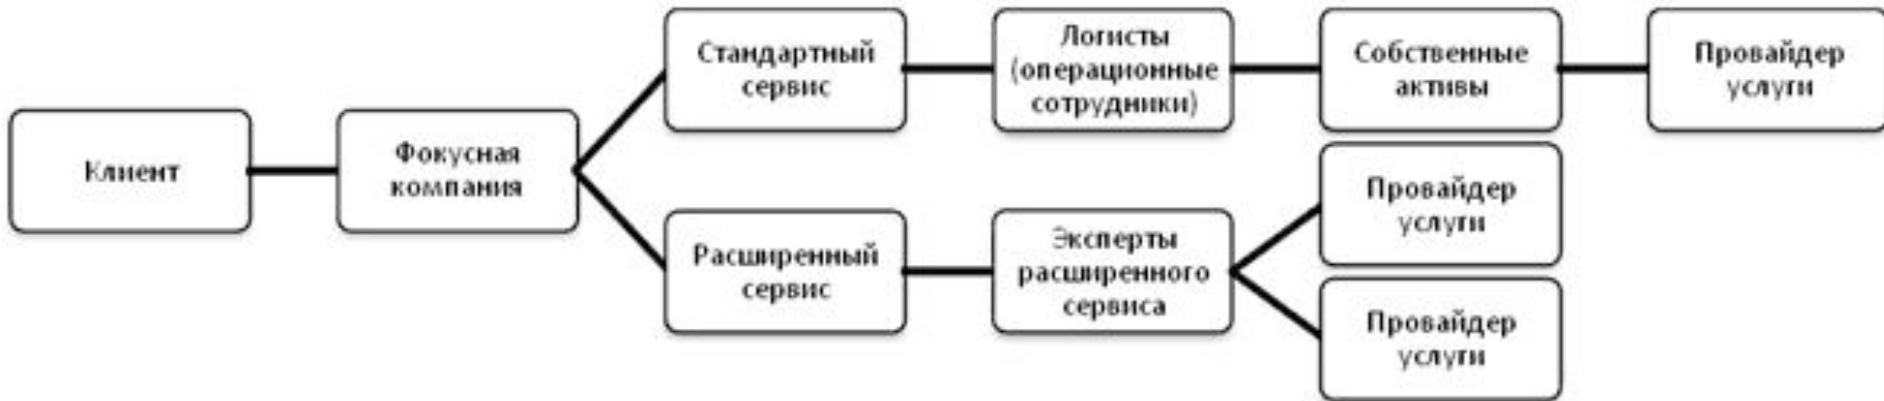 Клиент
Фокусная
компания
Стандартный
сервис
Логисты
(операционные
сотрудники)
Собственные
активы
Провайдер
услуги
Расширенный
сервис
Эксперты
расширенного
сервиса
Провайдер
услуги
Провайдер
услуги